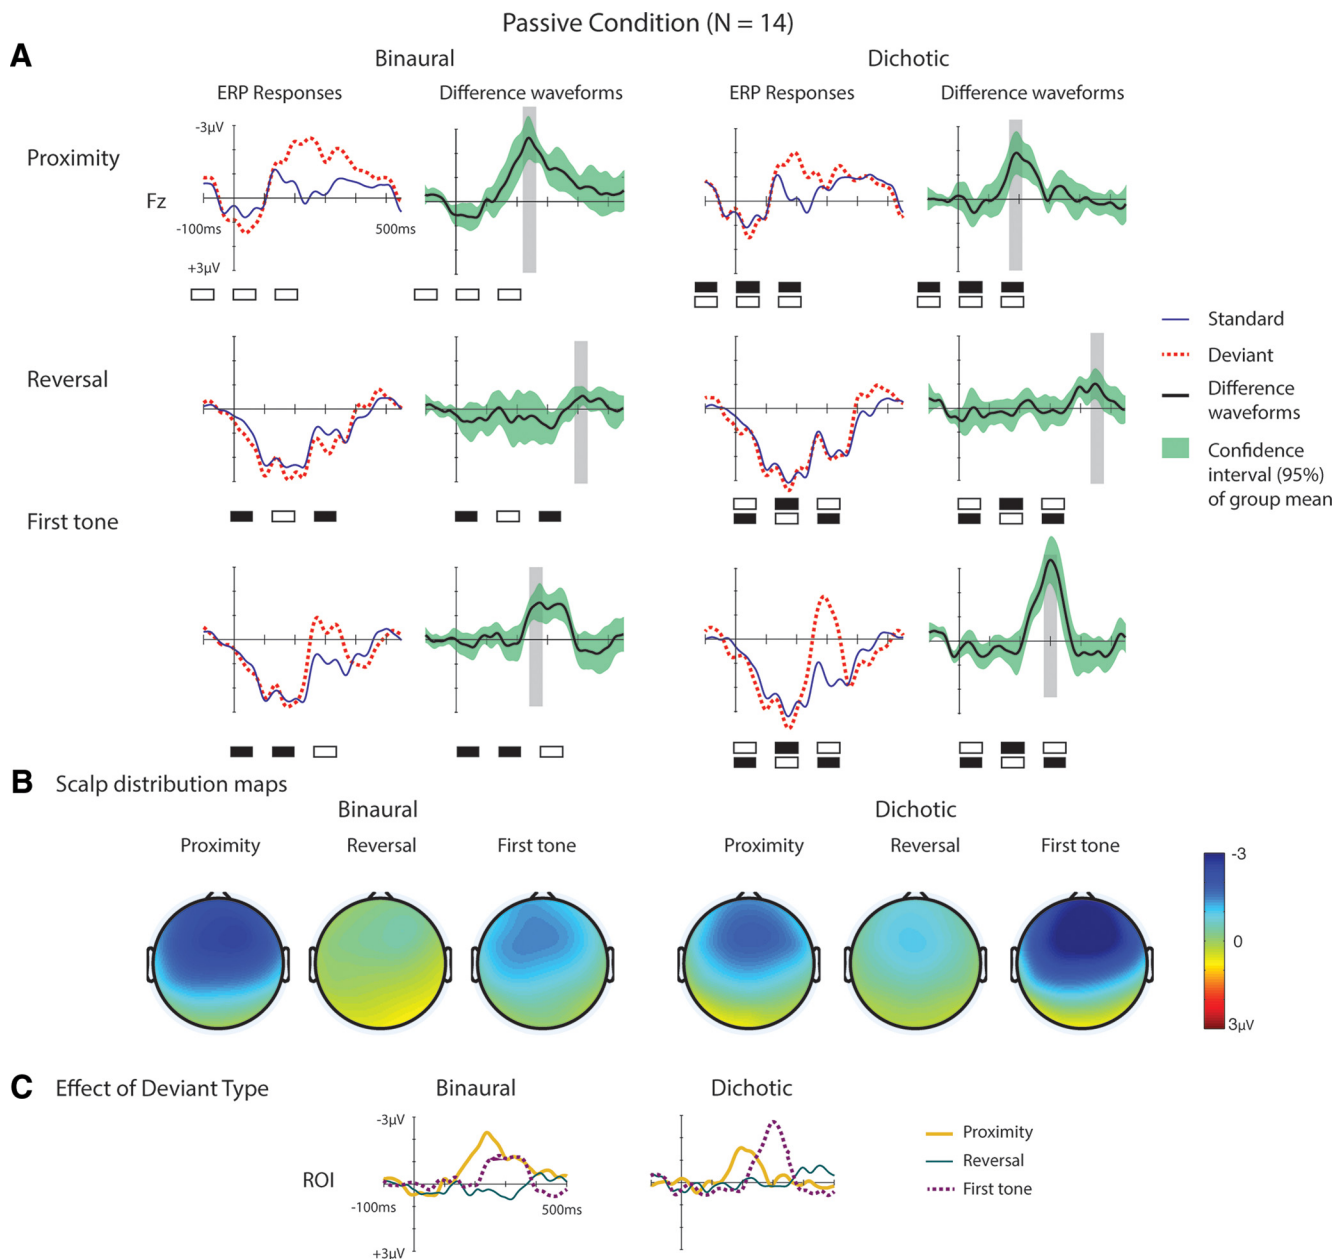 Passive Condition (N = 14)
A
Binaural
Dichotic
ERP Responses
Difference waveforms
ERP Responses
Difference waveforms
Proximity
-3µV
Fz
-100ms
500ms
+3µV
Reversal
First tone
Standard
Deviant
Difference
waveforms
Confidence
interval (95%)
of group mean
B
Scalp distribution maps
Binaural
Dichotic
Proximity
Reversal
First tone
Proximity
Reversal
First tone
-3
0
3µV
C
Effect of Deviant Type
Binaural
Dichotic
-3µV
ROI
-100ms
500ms
+3µV
Proximity
Reversal
First tone